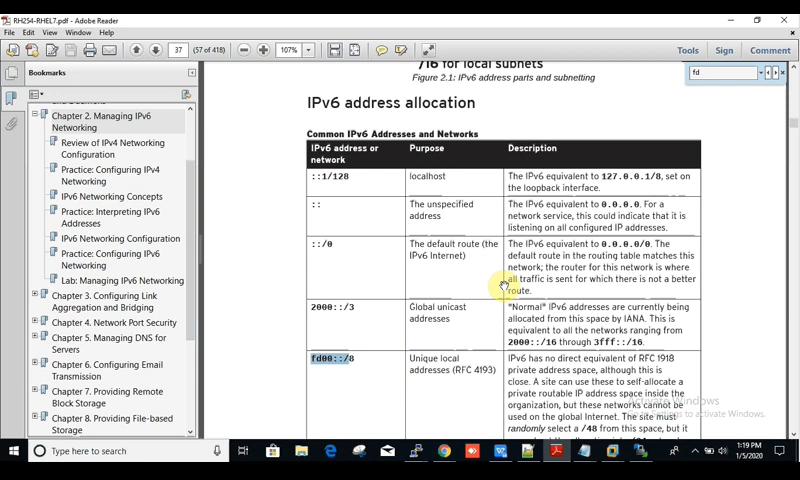 RH254-RHEL7.pdf - Adobe Reader
File Edit View Window Help
37 (57 of 418) 107% Tools Sign Comment
Bookmarks
fd
Chapter 2. Managing IPv6
Networking
Review of IPv4 Networking
Configuration
Practice: Configuring IPv4
Networking
IPv6 Networking Concepts
Practice: Interpreting IPv6
Addresses
IPv6 Networking Configuration
Practice: Configuring IPv6
Networking
Lab: Managing IPv6 Networking
Chapter 3. Configuring Link
Aggregation and Bridging
Chapter 4. Network Port Security
Chapter 5. Managing DNS for
Servers
Chapter 6. Configuring Email
Transmission
Chapter 7. Providing Remote
Block Storage
Chapter 8. Providing File-based
Storage
/16 for local subnets
Figure 2.1: IPv6 address parts and subnetting
IPv6 address allocation
Common IPv6 Addresses and Networks
IPv6 address or
network
Purpose
Description
::1/128
localhost
The IPv6 equivalent to 127.0.0.1/8, set on
the loopback interface.
::
The unspecified
address
The IPv6 equivalent to 0.0.0.0. For a
network service, this could indicate that it is
listening on all configured IP addresses.
::/0
The default route (the
IPv6 Internet)
The IPv6 equivalent to 0.0.0.0/0. The
default route in the routing table matches this
network; the router for this network is where
all traffic is sent for which there is not a better
route.
2000::/3
Global unicast
addresses
"Normal" IPv6 addresses are currently being
allocated from this space by IANA. This is
equivalent to all the networks ranging from
2000::/16 through 3fff::/16.
fd00::/8
Unique local
addresses (RFC 4193)
IPv6 has no direct equivalent of RFC 1918
private address space, although this is
close. A site can use these to self-allocate a
private routable IP address space inside the
organization, but these networks cannot be
used on the global Internet. The site must
randomly select a /48 from this space, but it
Activate Windows
to activate Windows.
Type here to search
1:19 PM
1/5/2020